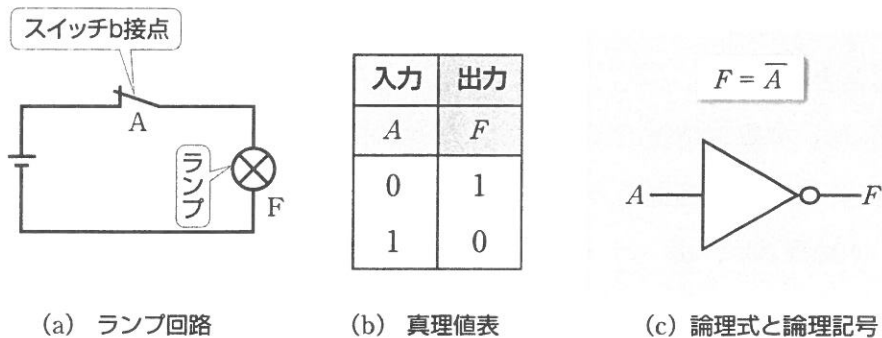 スイッチb接点
A
ランプ
F
(a) ランプ回路
入力 出力
A F
0 1
1 0
(b) 真理値表
F = A̅
A F
(c) 論理式と論理記号